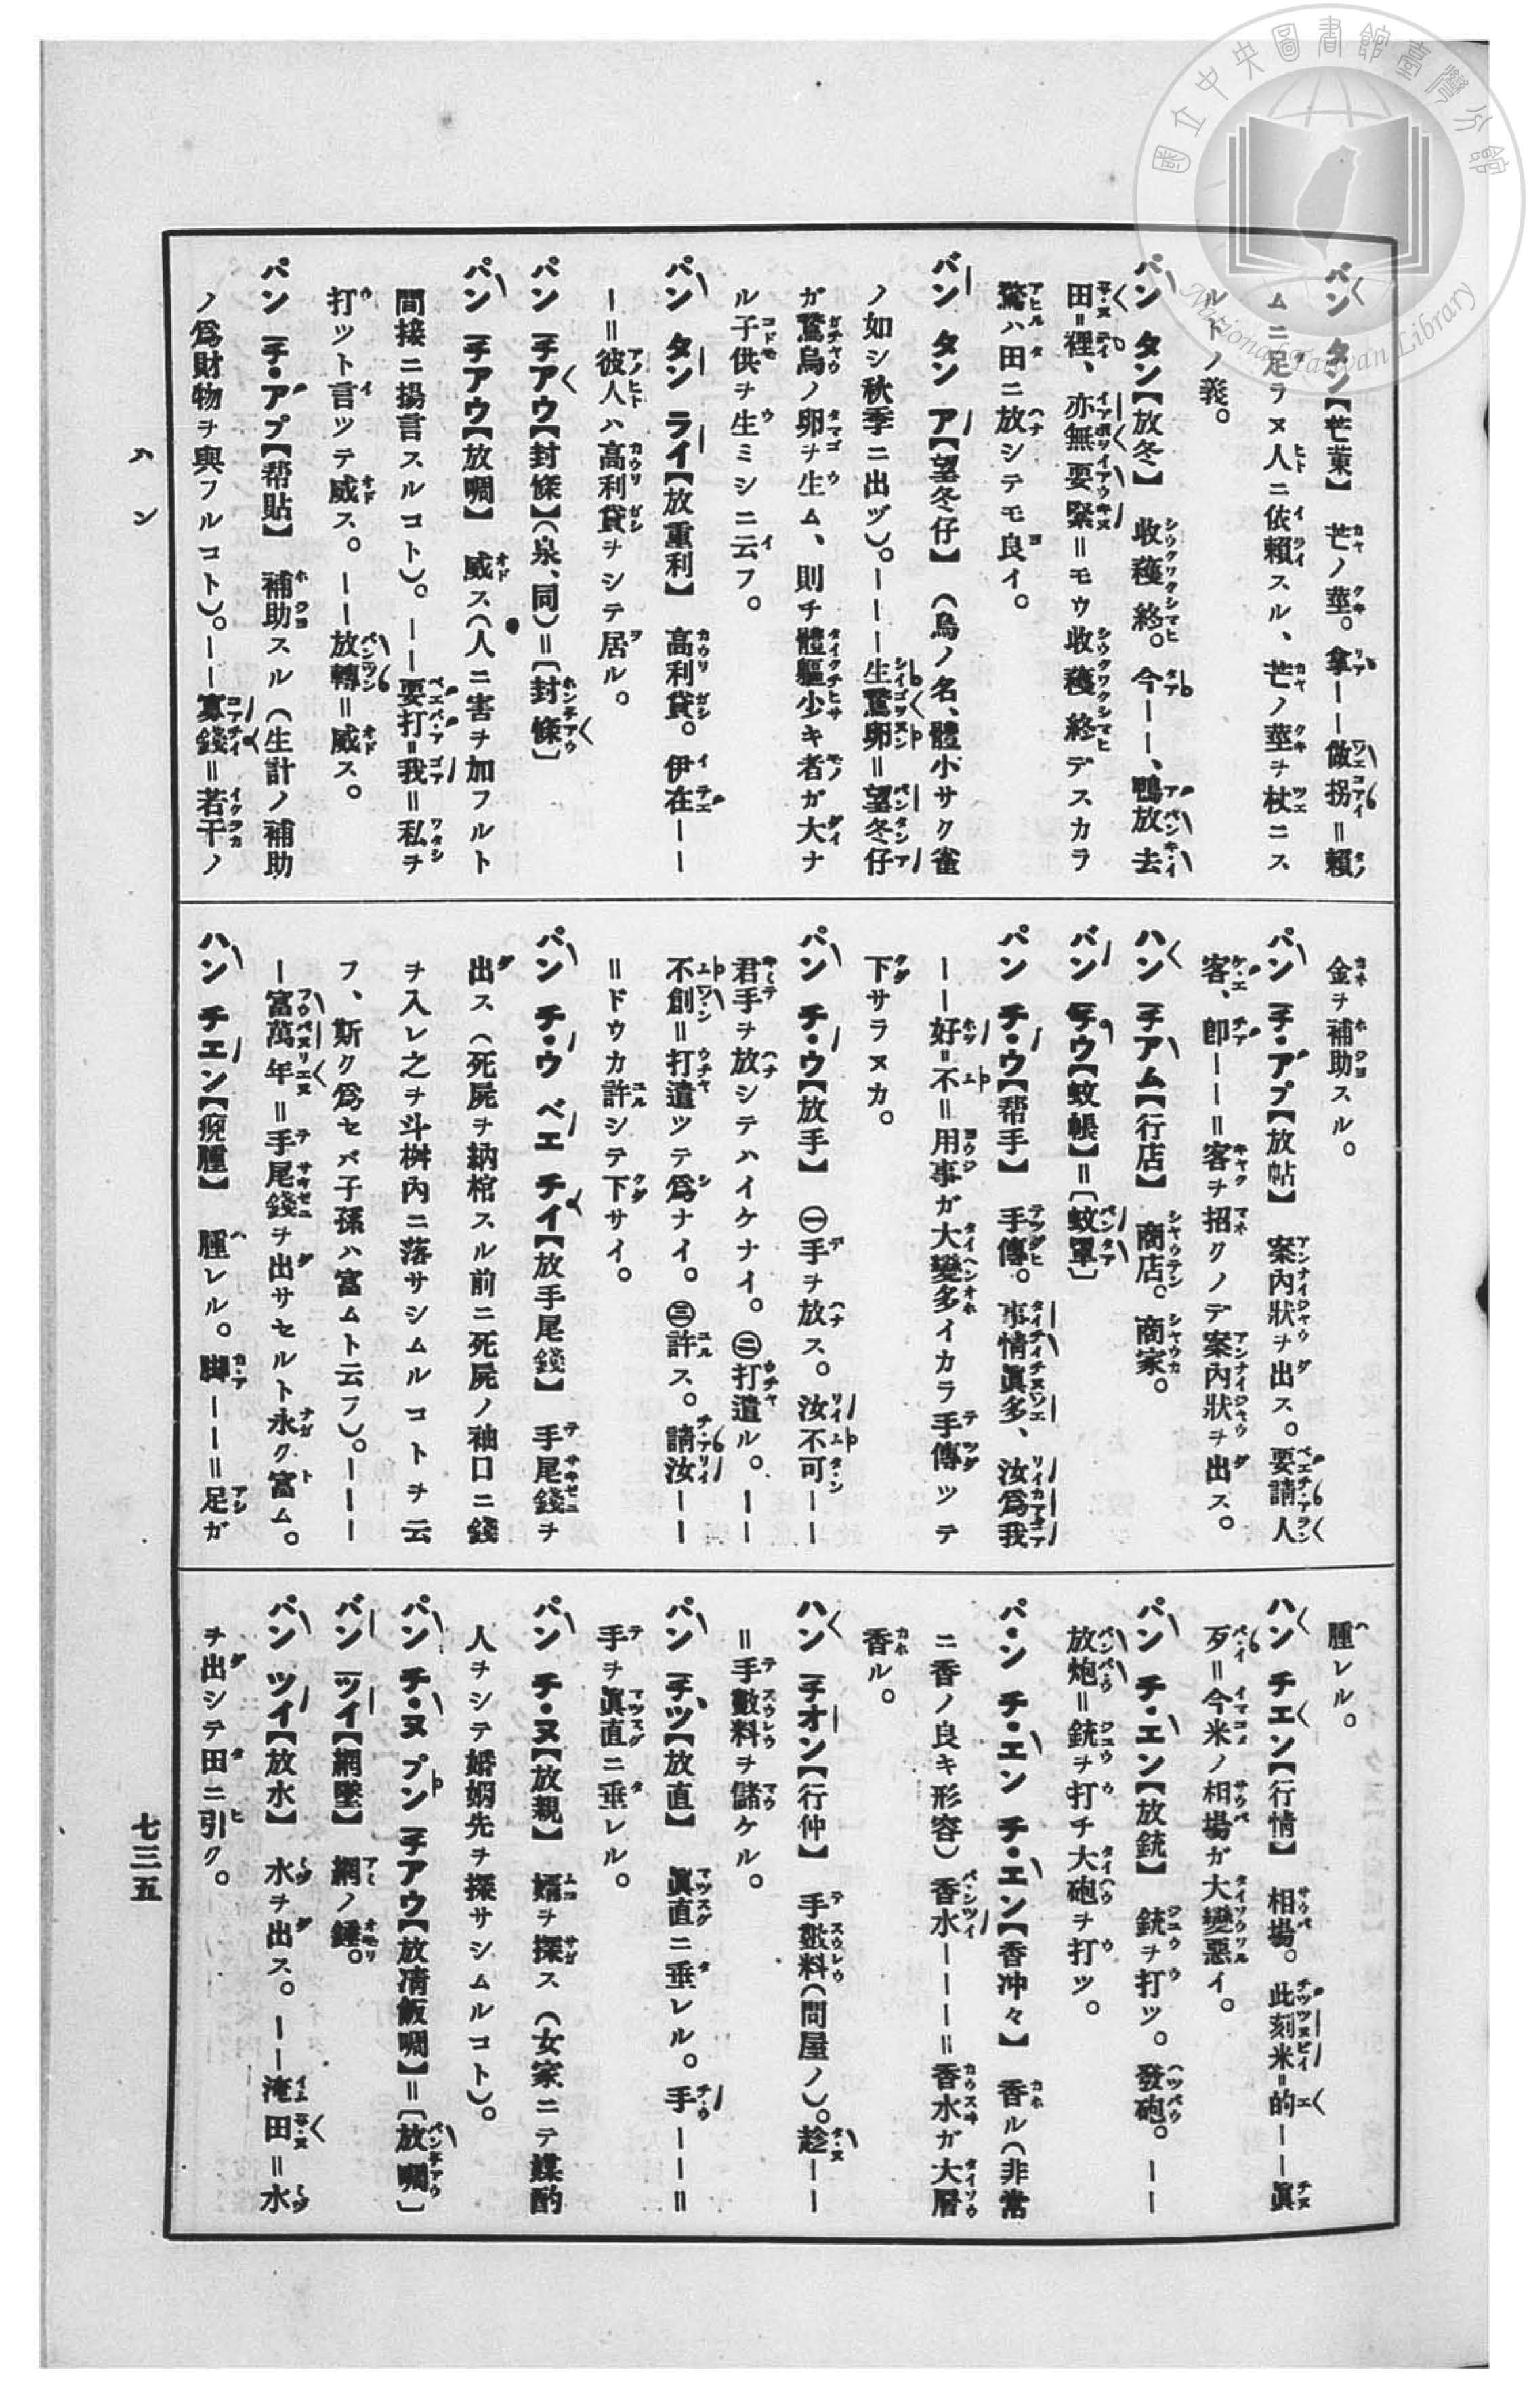 國立中央圖書館臺灣分館
National Taiwan Library
バン タン【芒蕫】 芒ノ莖。拿ーー做拐＝賴
ムニ足ラヌ人ニ依賴スル、芒ノ莖ヲ杖ニス
ルトノ義。
パン タン【放冬】 收穫終。今ーー、鴨放去
田＝裡、亦無要緊＝モウ收穫終デスカラ
鶩ハ田ニ放シテモ良イ。
バン タン ア【望冬仔】 (鳥ノ名、體小サク雀
ノ如シ秋季ニ出ヅ)。ーーー生鵞卵＝望冬仔
ガ鵞鳥ノ卵ヲ生ム、則チ體軀少キ者ガ大ナ
ル子供ヲ生ミシニ云フ。
パン タン ライ【放重利】 高利貸。伊在ーー
ー＝彼人ハ高利貸ヲシテ居ル。
パン チアウ【封條】(泉、同)＝〔封條〕
パン チアウ【放啁】 威ス(人ニ害ヲ加フルト
間接ニ揚言スルコト)。ーー要打＝我＝私ヲ
打ツト言ツテ威ス。ーー放轉＝威ス。
パン チ・アプ【帮貼】 補助スル (生計ノ補助
ノ爲財物ヲ與フルコト)。ーー寡錢＝若干ノ
金ヲ補助スル。
パン チ・アプ【放帖】 案內狀ヲ出ス。要請人
客、卽ーー＝客ヲ招クノデ案內狀ヲ出ス。
ハン チ・アム【行店】 商店。商家。
バン チウ【蚊帳】＝〔蚊罩〕
パン チ・ウ【帮手】 手傳。事情眞多、汝爲我
ーー好＝不＝用事ガ大變多イカラ手傳ツテ
下サラヌカ。
パン チ・ウ【放手】 ㊀手ヲ放ス。汝不可ーー
君手ヲ放シテハイケナイ。㊁打遣ル。ーー
不創＝打遣ツテ爲ナイ。㊂許ス。請汝ーー
＝ドウカ許シテ下サイ。
パン チ・ウ ベエ チイ【放手尾錢】 手尾錢ヲ
出ス (死屍ヲ納棺スル前ニ死屍ノ袖口ニ錢
ヲ入レ之ヲ斗桝內ニ落サシムルコトヲ云
フ、斯ク爲セバ子孫ハ富ムト云フ)。ーーー
ー富萬年＝手尾錢ヲ出サセルト永ク富ム。
ハン チエン【瘓腫】 腫レル。脚ーー＝足ガ
腫レル。
ハン チエン【行情】 相場。此刻米＝的ーー眞
歹＝今米ノ相場ガ大變惡イ。
パン チ・エン【放銃】 銃ヲ打ツ。發砲。ーー
放炮＝銃ヲ打チ大砲ヲ打ツ。
パ・ン チ・エン チ・エン【香冲々】 香ル(非常
ニ香ノ良キ形容) 香水ーーー＝香水ガ大層
香ル。
ハン チオン【行仲】 手數料(問屋ノ)。趁ーー
＝手數料ヲ儲ケル。
パン チツ【放直】 眞直ニ垂レル。手ーー＝
手ヲ眞直ニ垂レル。
パン チ・ヌ【放親】 婿ヲ探ス (女家ニテ媒酌
人ヲシテ婚姻先ヲ探サシムルコト)。
パン チ・ヌ プン チアウ【放凊飯啁】＝〔放啁〕
バン ツイ【網墜】 網ノ錘。
パン ツイ【放水】 水ヲ出ス。ーー淹田＝水
ヲ出シテ田ニ引ク。
ハン
七三五